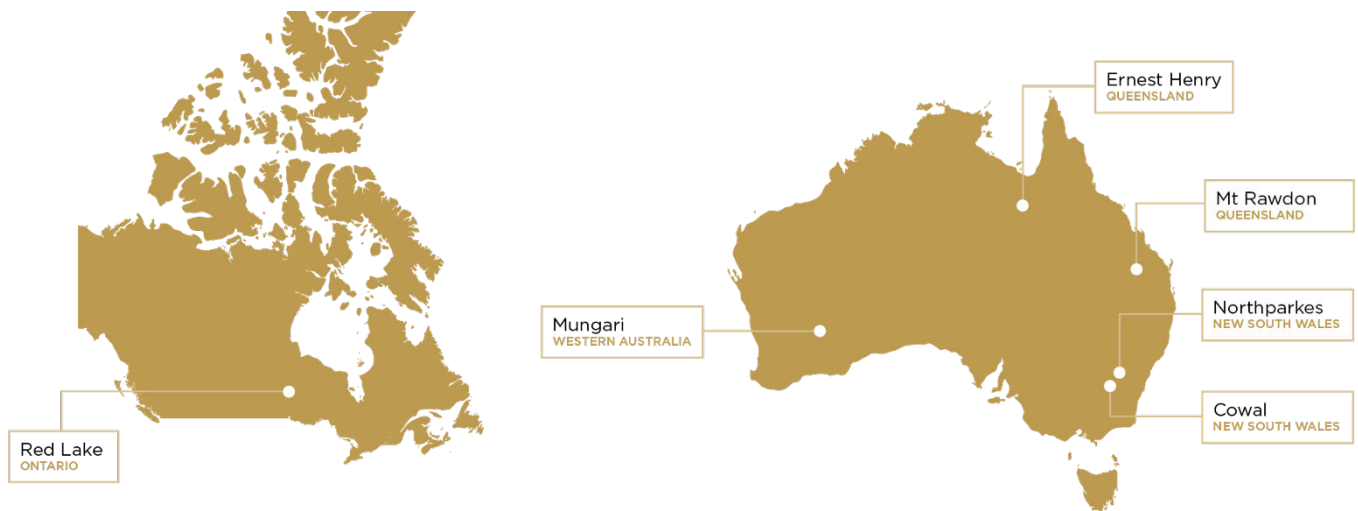 Ernest Henry
QUEENSLAND
Mt Rawdon
QUEENSLAND
Northparkes
NEW SOUTH WALES
Mungari
WESTERN AUSTRALIA
Cowal
NEW SOUTH WALES
Red Lake
ONTARIO